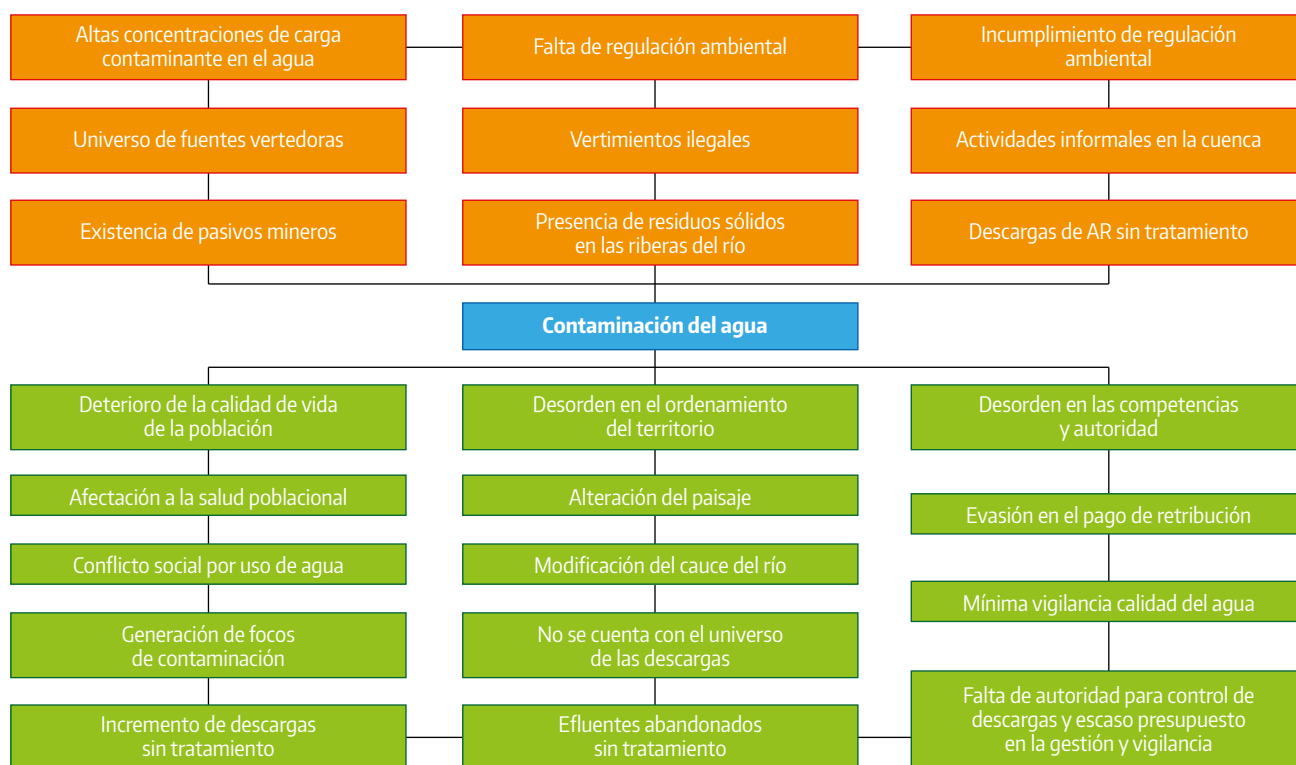 Altas concentraciones de carga
contaminante en el agua
Falta de regulación ambiental
Incumplimiento de regulación
ambiental
Universo de fuentes vertedoras
Vertimientos ilegales
Actividades informales en la cuenca
Existencia de pasivos mineros
Presencia de residuos sólidos
en las riberas del río
Descargas de AR sin tratamiento
Contaminación del agua
Deterioro de la calidad de vida
de la población
Desorden en el ordenamiento
del territorio
Desorden en las competencias
y autoridad
Afectación a la salud poblacional
Alteración del paisaje
Evasión en el pago de retribución
Conflicto social por uso de agua
Modificación del cauce del río
Mínima vigilancia calidad del agua
Generación de focos
de contaminación
No se cuenta con el universo
de las descargas
Falta de autoridad para control de
descargas y escaso presupuesto
en la gestión y vigilancia
Incremento de descargas
sin tratamiento
Efluentes abandonados
sin tratamiento